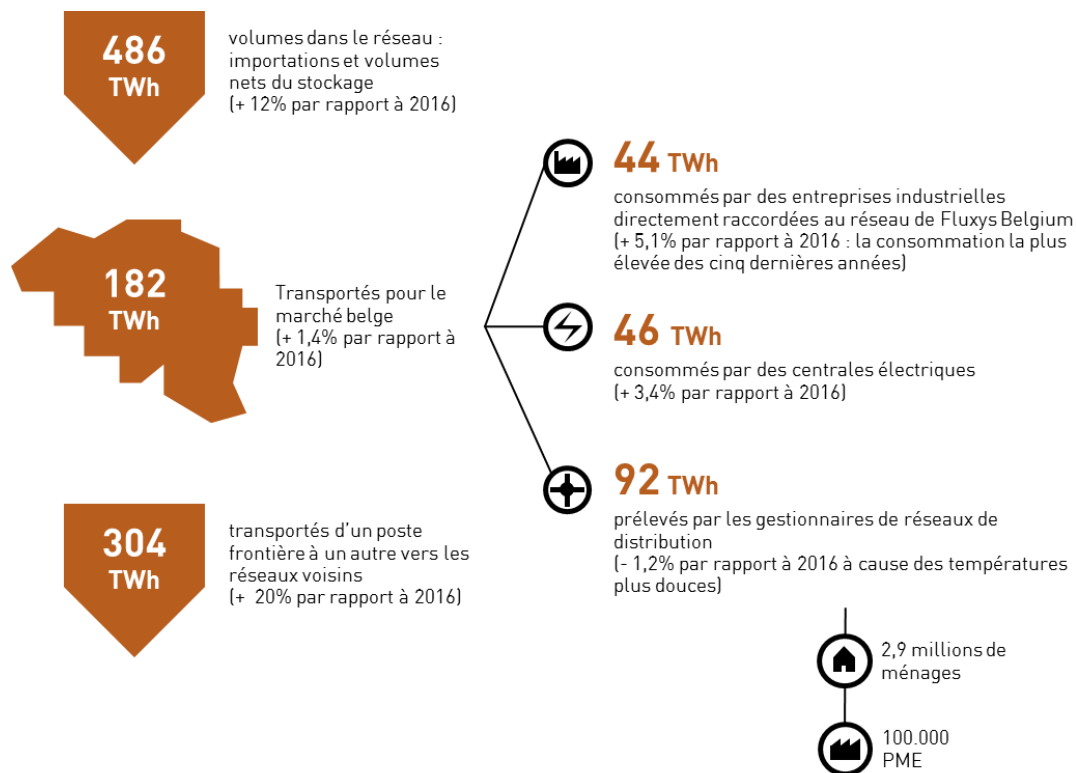 486
TWh
volumes dans le réseau :
importations et volumes
nets du stockage
(+ 12% par rapport à 2016)
182
TWh
Transportés pour le
marché belge
(+ 1,4% par rapport à
2016)
304
TWh
transportés d'un poste
frontière à un autre vers les
réseaux voisins
(+  20% par rapport à 2016)
44 TWh
consommés par des entreprises industrielles
directement raccordées au réseau de Fluxys Belgium
(+ 5,1% par rapport à 2016 : la consommation la plus
élevée des cinq dernières années)
46 TWh
consommés par des centrales électriques
(+ 3,4% par rapport à 2016)
92 TWh
prélevés par les gestionnaires de réseaux de
distribution
(- 1,2% par rapport à 2016 à cause des températures
plus douces)
2,9 millions de
ménages
100.000
PME